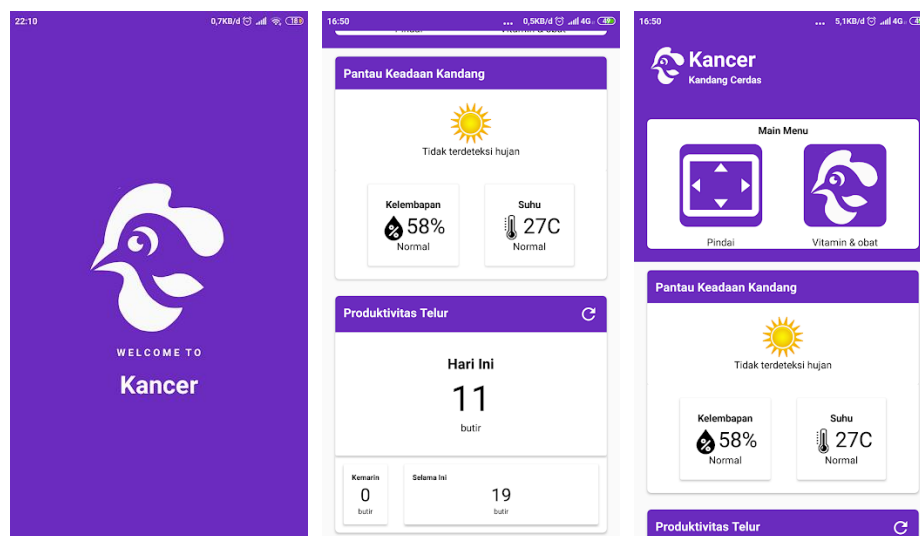 22:10 0,7KB/d 18
WELCOME TO
Kancer
16:50 ... 0,5KB/d 4G 49
Pantau Keadaan Kandang
Tidak terdeteksi hujan
Kelembapan
58%
Normal
Suhu
27C
Normal
Produktivitas Telur
Hari Ini
11
butir
Kemarin
0
butir
Selama Ini
19
butir
16:50 ... 5,1KB/d 4G
Kancer
Kandang Cerdas
Main Menu
Pindai
Vitamin & obat
Pantau Keadaan Kandang
Tidak terdeteksi hujan
Kelembapan
58%
Normal
Suhu
27C
Normal
Produktivitas Telur